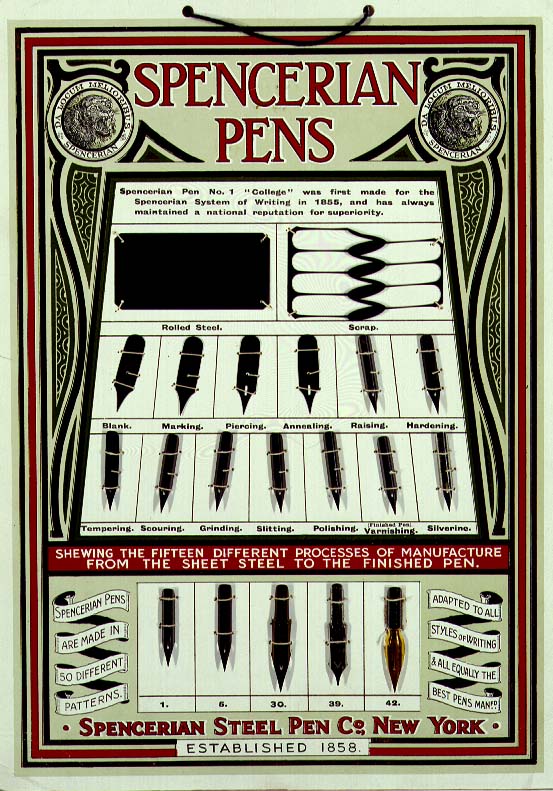 SPENCERIAN
PENS
DA LOCUM MELIORIBUS
SPENCERIAN
DA LOCUM MELIORIBUS
SPENCERIAN
Spencerian Pen No. 1 "College" was first made for the
Spencerian System of Writing in 1855, and has always
maintained a national reputation for superiority.
Rolled Steel. Scrap.
Blank. Marking. Piercing. Annealing. Raising. Hardening.
(Finished Pen)
Tempering. Scouring. Grinding. Slitting. Polishing. Varnishing. Silverine.
SHEWING THE FIFTEEN DIFFERENT PROCESSES OF MANUFACTURE
FROM THE SHEET STEEL TO THE FINISHED PEN.
SPENCERIAN PENS
ARE MADE IN
50 DIFFERENT
PATTERNS.
ADAPTED TO ALL
STYLES OF WRITING
& ALL EQUALLY THE
BEST PENS MAN'F'D
1. 5. 30. 39. 42.
• SPENCERIAN STEEL PEN CO. NEW YORK •
ESTABLISHED 1858.